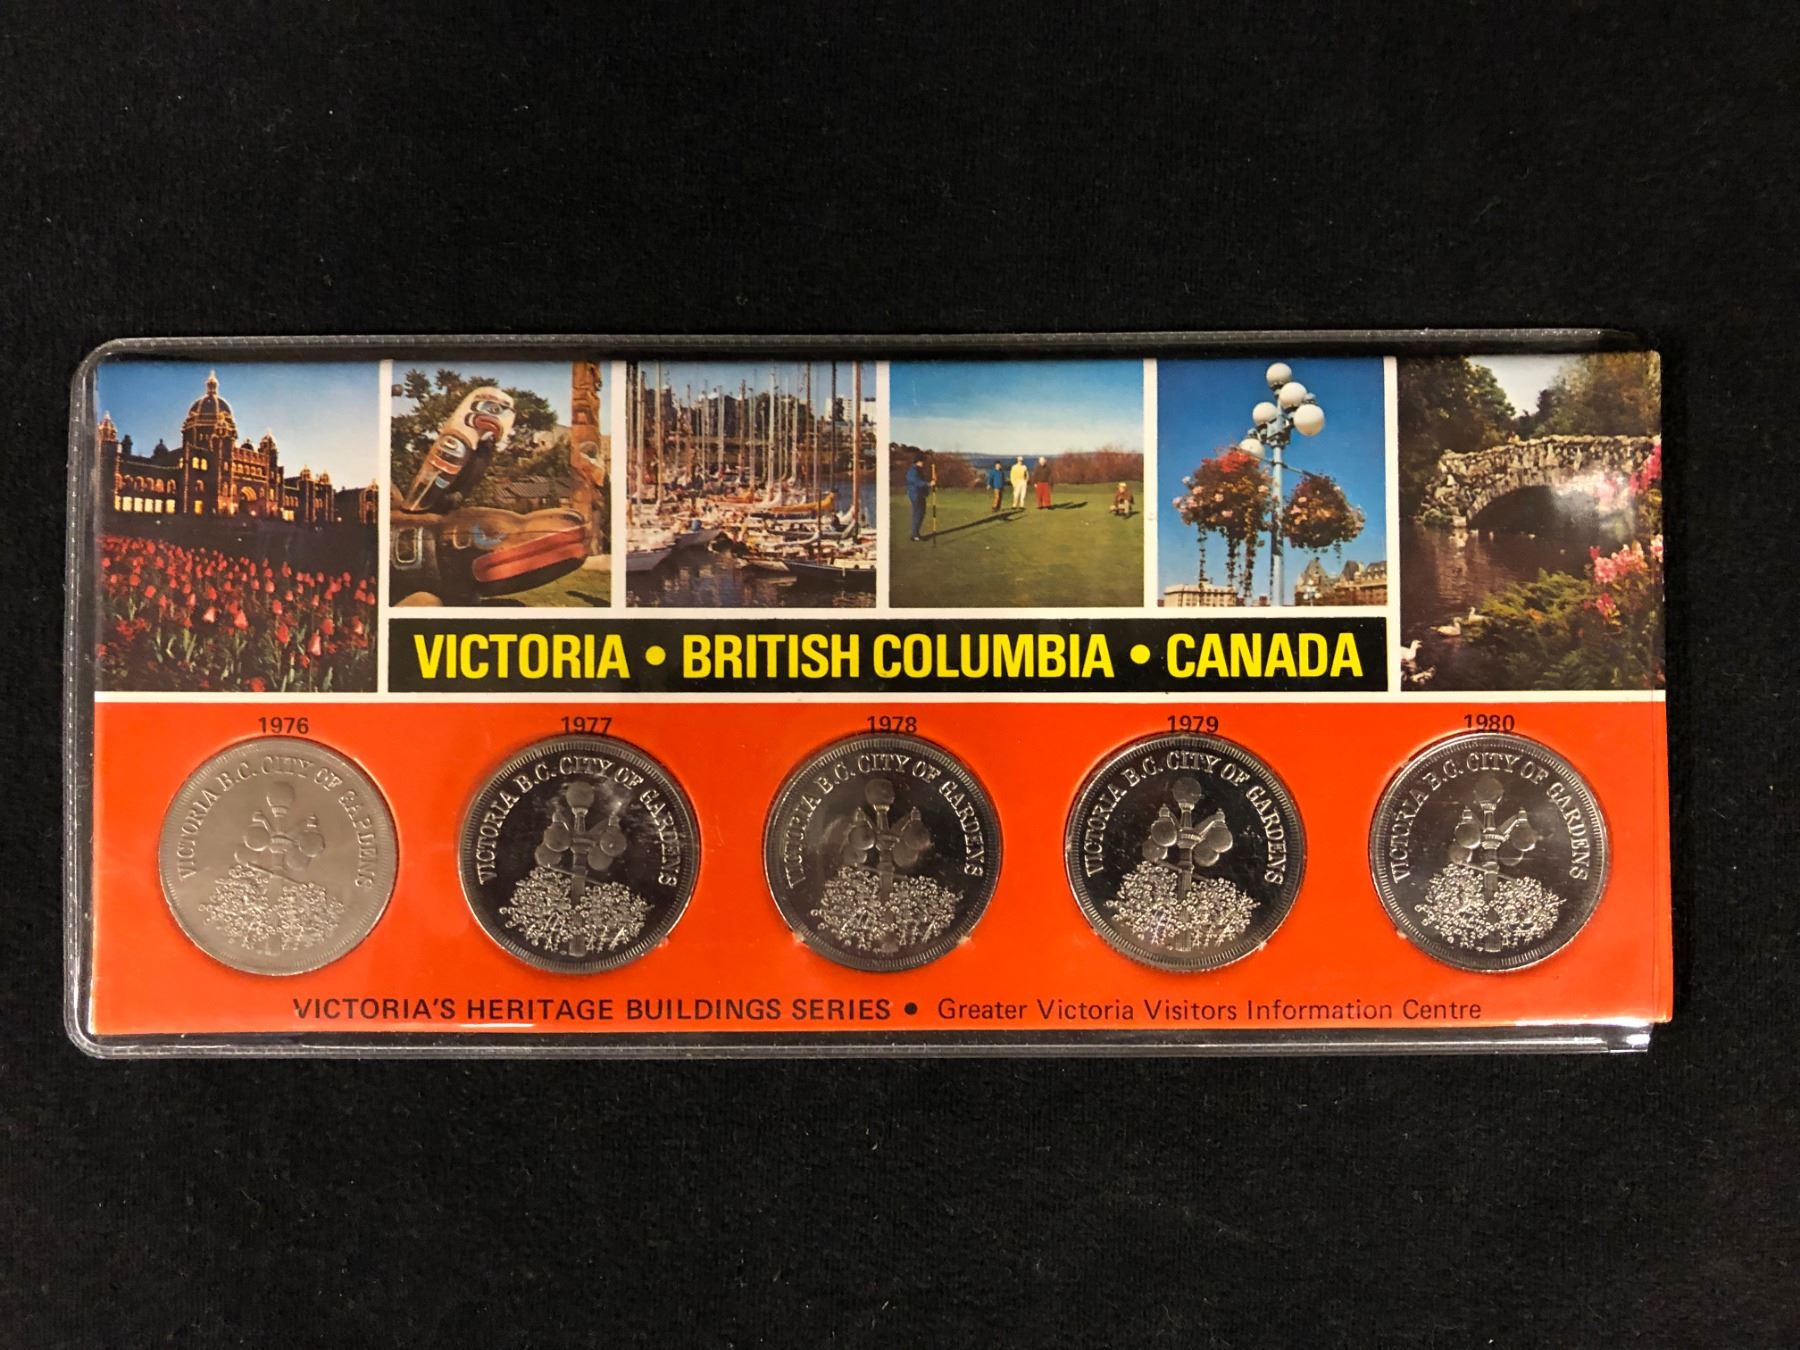 VICTORIA • BRITISH COLUMBIA • CANADA
1976 1977 1978 1979 1980
VICTORIA B.C. CITY OF GARDENS
VICTORIA B.C. CITY OF GARDENS
VICTORIA B.C. CITY OF GARDENS
VICTORIA B.C. CITY OF GARDENS
VICTORIA B.C. CITY OF GARDENS
VICTORIA'S HERITAGE BUILDINGS SERIES • Greater Victoria Visitors Information Centre